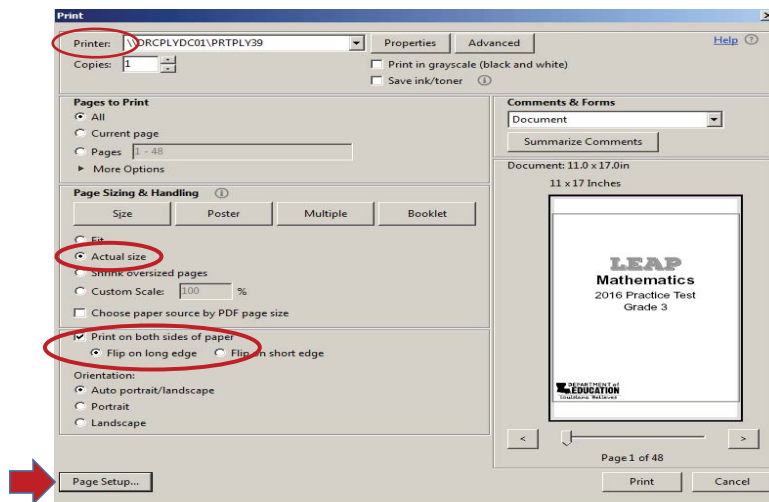 Print
Printer: \\DRCPLYDC01\PRTPLY39 Properties Advanced Help
Copies: 1 Print in grayscale (black and white)
Save ink/toner
Pages to Print
All
Current page
Pages 1 - 48
More Options
Comments & Forms
Document
Summarize Comments
Page Sizing & Handling
Size Poster Multiple Booklet
Fit
Actual size
Shrink oversized pages
Custom Scale: 100 %
Choose paper source by PDF page size
Print on both sides of paper
Flip on long edge Flip on short edge
Orientation:
Auto portrait/landscape
Portrait
Landscape
Document: 11.0 x 17.0in
11 x 17 Inches
LEAP
Mathematics
2016 Practice Test
Grade 3
DEPARTMENT of
EDUCATION
Louisiana Believes
< >
Page 1 of 48
Page Setup... Print Cancel